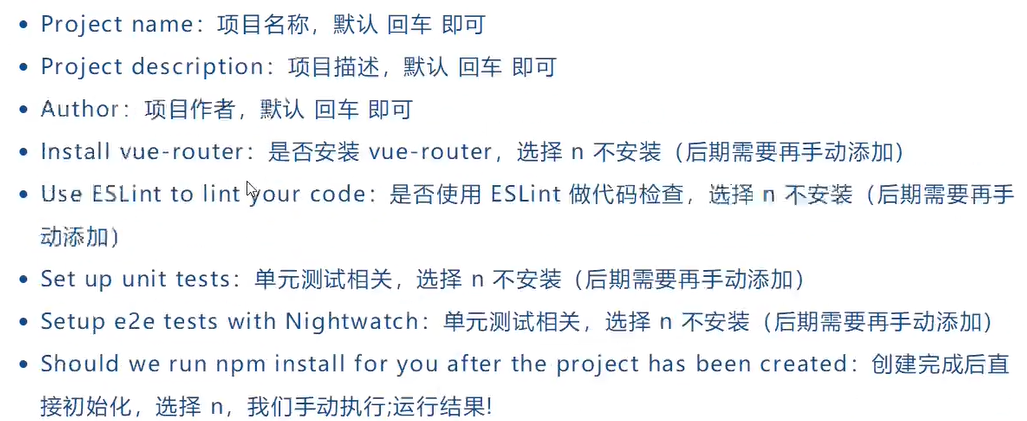 • Project name：项目名称，默认 回车 即可
• Project description：项目描述，默认 回车 即可
• Author：项目作者，默认 回车 即可
• Install vue-router：是否安装 vue-router，选择 n 不安装（后期需要再手动添加）
• Use ESLint to lint your code：是否使用 ESLint 做代码检查，选择 n 不安装（后期需要再手
动添加）
• Set up unit tests：单元测试相关，选择 n 不安装（后期需要再手动添加）
• Setup e2e tests with Nightwatch：单元测试相关，选择 n 不安装（后期需要再手动添加）
• Should we run npm install for you after the project has been created：创建完成后直
接初始化，选择 n，我们手动执行;运行结果!